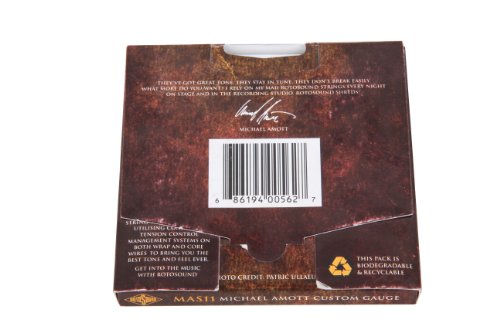 THEY'VE GOT GREAT TONE. THEY STAY IN TUNE. THEY DON'T BREAK EASILY
WHAT MORE DO YOU WANT? I RELY ON MY MAII ROTOSOUND STRINGS EVERY NIGHT
ON STAGE AND IN THE RECORDING STUDIO. ROTOSOUND SHREDS!
MICHAEL AMOTT
6 86194 00562 7
UTILISING CO
TENSION CONTROL
MANAGEMENT SYSTEMS ON
BOTH WRAP AND CORE
WIRES TO BRING YOU THE
BEST TONE AND FEEL EVER.
GET INTO THE MUSIC
WITH ROTOSOUND
OTO CREDIT: PATRIC ULLAEU
THIS PACK IS
BIODEGRADABLE
& RECYCLABLE
ROTOSOUND
MAS11 MICHAEL AMOTT CUSTOM GAUGE